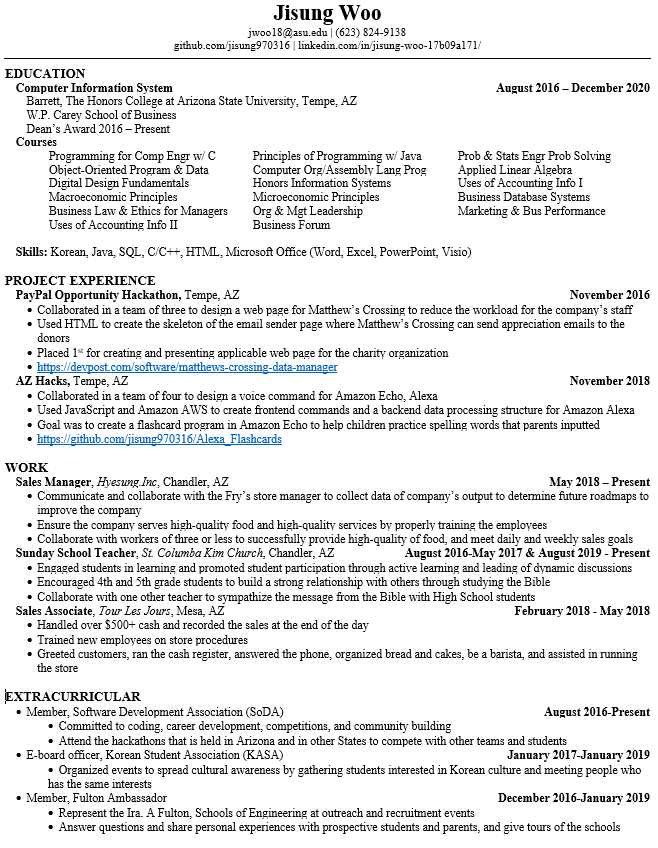 Jisung Woo
jwoo18@asu.edu | (623) 824-9138
github.com/jisung970316 | linkedin.com/in/jisung-woo-17b09a171/
EDUCATION
Computer Information System August 2016 – December 2020
Barrett, The Honors College at Arizona State University, Tempe, AZ
W.P. Carey School of Business
Dean's Award 2016 – Present
Courses
Programming for Comp Engr w/ C Principles of Programming w/ Java Prob & Stats Engr Prob Solving
Object-Oriented Program & Data Computer Org/Assembly Lang Prog Applied Linear Algebra
Digital Design Fundamentals Honors Information Systems Uses of Accounting Info I
Macroeconomic Principles Microeconomic Principles Business Database Systems
Business Law & Ethics for Managers Org & Mgt Leadership Marketing & Bus Performance
Uses of Accounting Info II Business Forum
Skills: Korean, Java, SQL, C/C++, HTML, Microsoft Office (Word, Excel, PowerPoint, Visio)
PROJECT EXPERIENCE
PayPal Opportunity Hackathon, Tempe, AZ November 2016
• Collaborated in a team of three to design a web page for Matthew's Crossing to reduce the workload for the company's staff
• Used HTML to create the skeleton of the email sender page where Matthew's Crossing can send appreciation emails to the
donors
• Placed 1st for creating and presenting applicable web page for the charity organization
• https://devpost.com/software/matthews-crossing-data-manager
AZ Hacks, Tempe, AZ November 2018
• Collaborated in a team of four to design a voice command for Amazon Echo, Alexa
• Used JavaScript and Amazon AWS to create frontend commands and a backend data processing structure for Amazon Alexa
• Goal was to create a flashcard program in Amazon Echo to help children practice spelling words that parents inputted
• https://github.com/jisung970316/Alexa_Flashcards
WORK
Sales Manager, Hyesung.Inc, Chandler, AZ May 2018 – Present
• Communicate and collaborate with the Fry's store manager to collect data of company's output to determine future roadmaps to
improve the company
• Ensure the company serves high-quality food and high-quality services by properly training the employees
• Collaborate with workers of three or less to successfully provide high-quality of food, and meet daily and weekly sales goals
Sunday School Teacher, St. Columba Kim Church, Chandler, AZ August 2016-May 2017 & August 2019 - Present
• Engaged students in learning and promoted student participation through active learning and leading of dynamic discussions
• Encouraged 4th and 5th grade students to build a strong relationship with others through studying the Bible
• Collaborate with one other teacher to sympathize the message from the Bible with High School students
Sales Associate, Tour Les Jours, Mesa, AZ February 2018 - May 2018
• Handled over $500+ cash and recorded the sales at the end of the day
• Trained new employees on store procedures
• Greeted customers, ran the cash register, answered the phone, organized bread and cakes, be a barista, and assisted in running
the store
EXTRACURRICULAR
• Member, Software Development Association (SoDA) August 2016-Present
• Committed to coding, career development, competitions, and community building
• Attend the hackathons that is held in Arizona and in other States to compete with other teams and students
• E-board officer, Korean Student Association (KASA) January 2017-January 2019
• Organized events to spread cultural awareness by gathering students interested in Korean culture and meeting people who
has the same interests
• Member, Fulton Ambassador December 2016-January 2019
• Represent the Ira. A Fulton, Schools of Engineering at outreach and recruitment events
• Answer questions and share personal experiences with prospective students and parents, and give tours of the schools